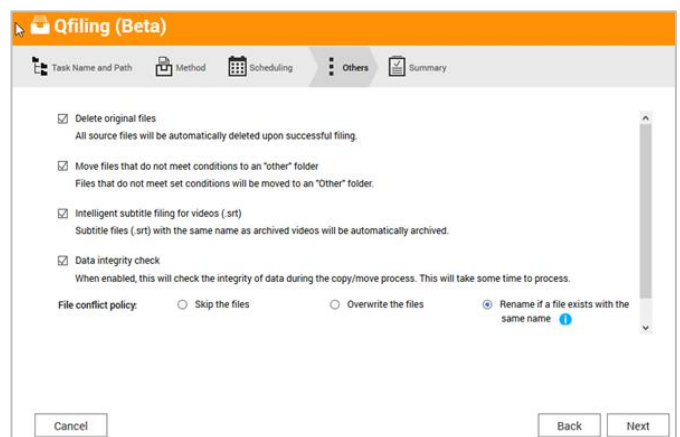 Qfiling (Beta)
Task Name and Path
Method
Scheduling
Others
Summary
Delete original files
All source files will be automatically deleted upon successful filing.
Move files that do not meet conditions to an "other" folder
Files that do not meet set conditions will be moved to an "Other" folder.
Intelligent subtitle filing for videos (.srt)
Subtitle files (.srt) with the same name as archived videos will be automatically archived.
Data integrity check
When enabled, this will check the integrity of data during the copy/move process. This will take some time to process.
File conflict policy:
Skip the files
Overwrite the files
Rename if a file exists with the
same name
Cancel
Back
Next